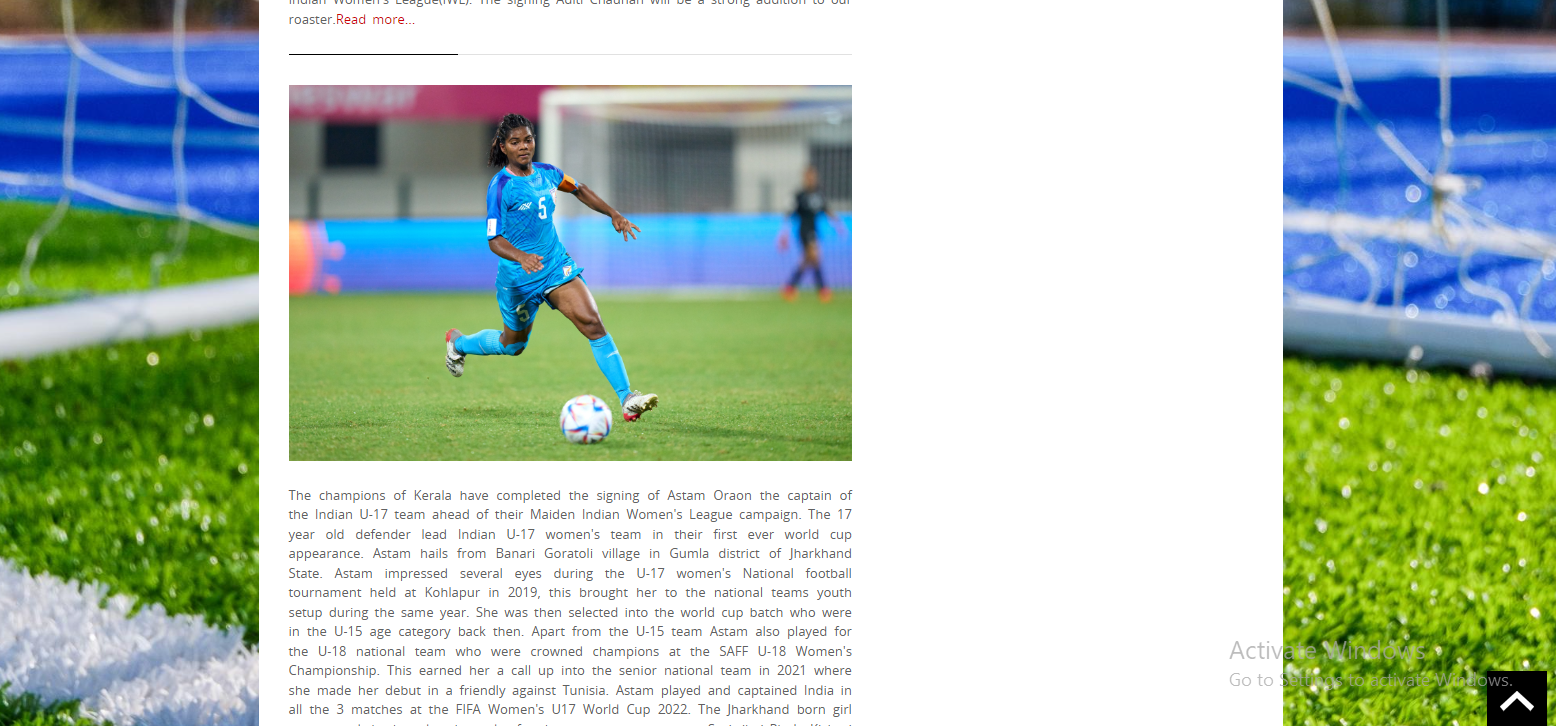 Indian Women's League(IWL). The signing Aditi Chauhan will be a strong addition to our
roaster.Read more...
5
5
The champions of Kerala have completed the signing of Astam Oraon the captain of
the Indian U-17 team ahead of their Maiden Indian Women's League campaign. The 17
year old defender lead Indian U-17 women's team in their first ever world cup
appearance. Astam hails from Banari Goratoli village in Gumla district of Jharkhand
State. Astam impressed several eyes during the U-17 women's National football
tournament held at Kohlapur in 2019, this brought her to the national teams youth
setup during the same year. She was then selected into the world cup batch who were
in the U-15 age category back then. Apart from the U-15 team Astam also played for
the U-18 national team who were crowned champions at the SAFF U-18 Women's
Championship. This earned her a call up into the senior national team in 2021 where
she made her debut in a friendly against Tunisia. Astam played and captained India in
all the 3 matches at the FIFA Women's U17 World Cup 2022. The Jharkhand born girl
Activate Windows
Go to Settings to activate Windows.